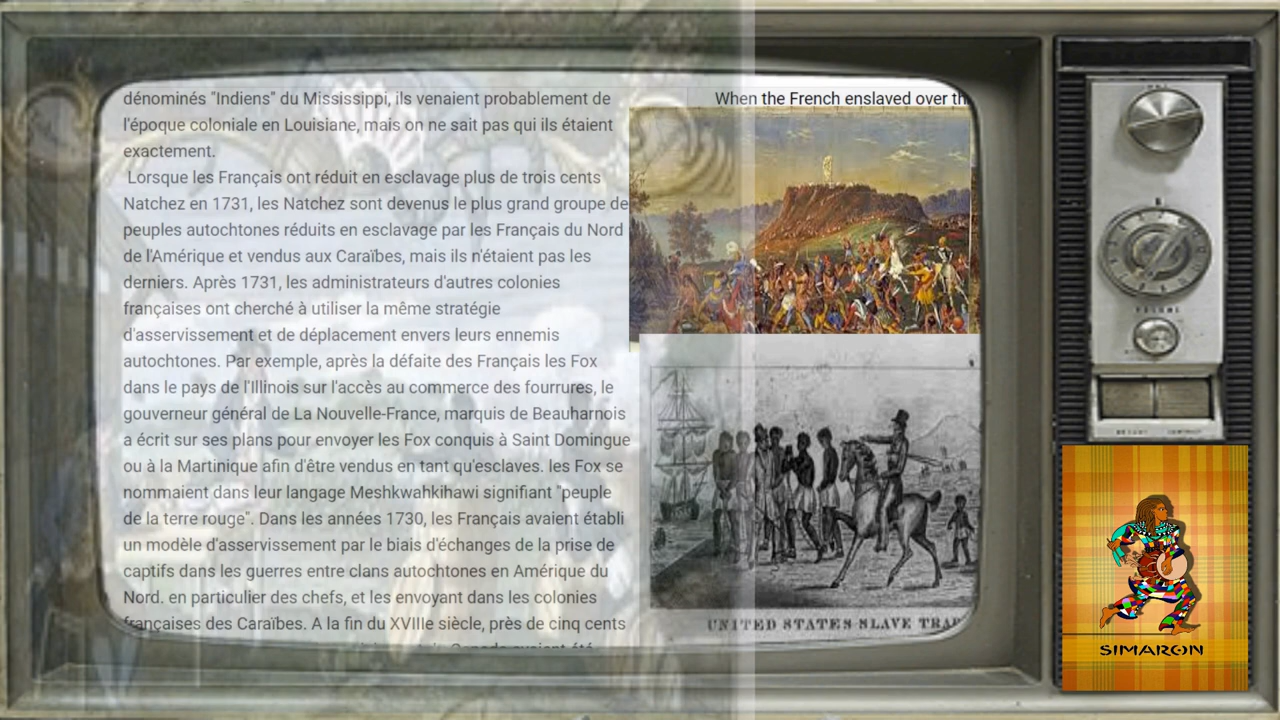 dénominés "Indiens" du Mississippi, ils venaient probablement de
l'époque coloniale en Louisiane, mais on ne sait pas qui ils étaient
exactement.
Lorsque les Français ont réduit en esclavage plus de trois cents
Natchez en 1731, les Natchez sont devenus le plus grand groupe de
peuples autochtones réduits en esclavage par les Français du Nord
de l'Amérique et vendus aux Caraïbes, mais ils n'étaient pas les
derniers. Après 1731, les administrateurs d'autres colonies
françaises ont cherché à utiliser la même stratégie
d'asservissement et de déplacement envers leurs ennemis
autochtones. Par exemple, après la défaite des Français les Fox
dans le pays de l'Illinois sur l'accès au commerce des fourrures, le
gouverneur général de La Nouvelle-France, marquis de Beauharnois
a écrit sur ses plans pour envoyer les Fox conquis à Saint Domingue
ou à la Martinique afin d'être vendus en tant qu'esclaves. les Fox se
nommaient dans leur langage Meshkwahkihawi signifiant "peuple
de la terre rouge". Dans les années 1730, les Français avaient établi
un modèle d'asservissement par le biais d'échanges de la prise de
captifs dans les guerres entre clans autochtones en Amérique du
Nord. en particulier des chefs, et les envoyant dans les colonies
françaises des Caraïbes. A la fin du XVIIIe siècle, près de cinq cents
When the French enslaved over th
UNITED STATES SLAVE TRA
VOLUME
SIMARON